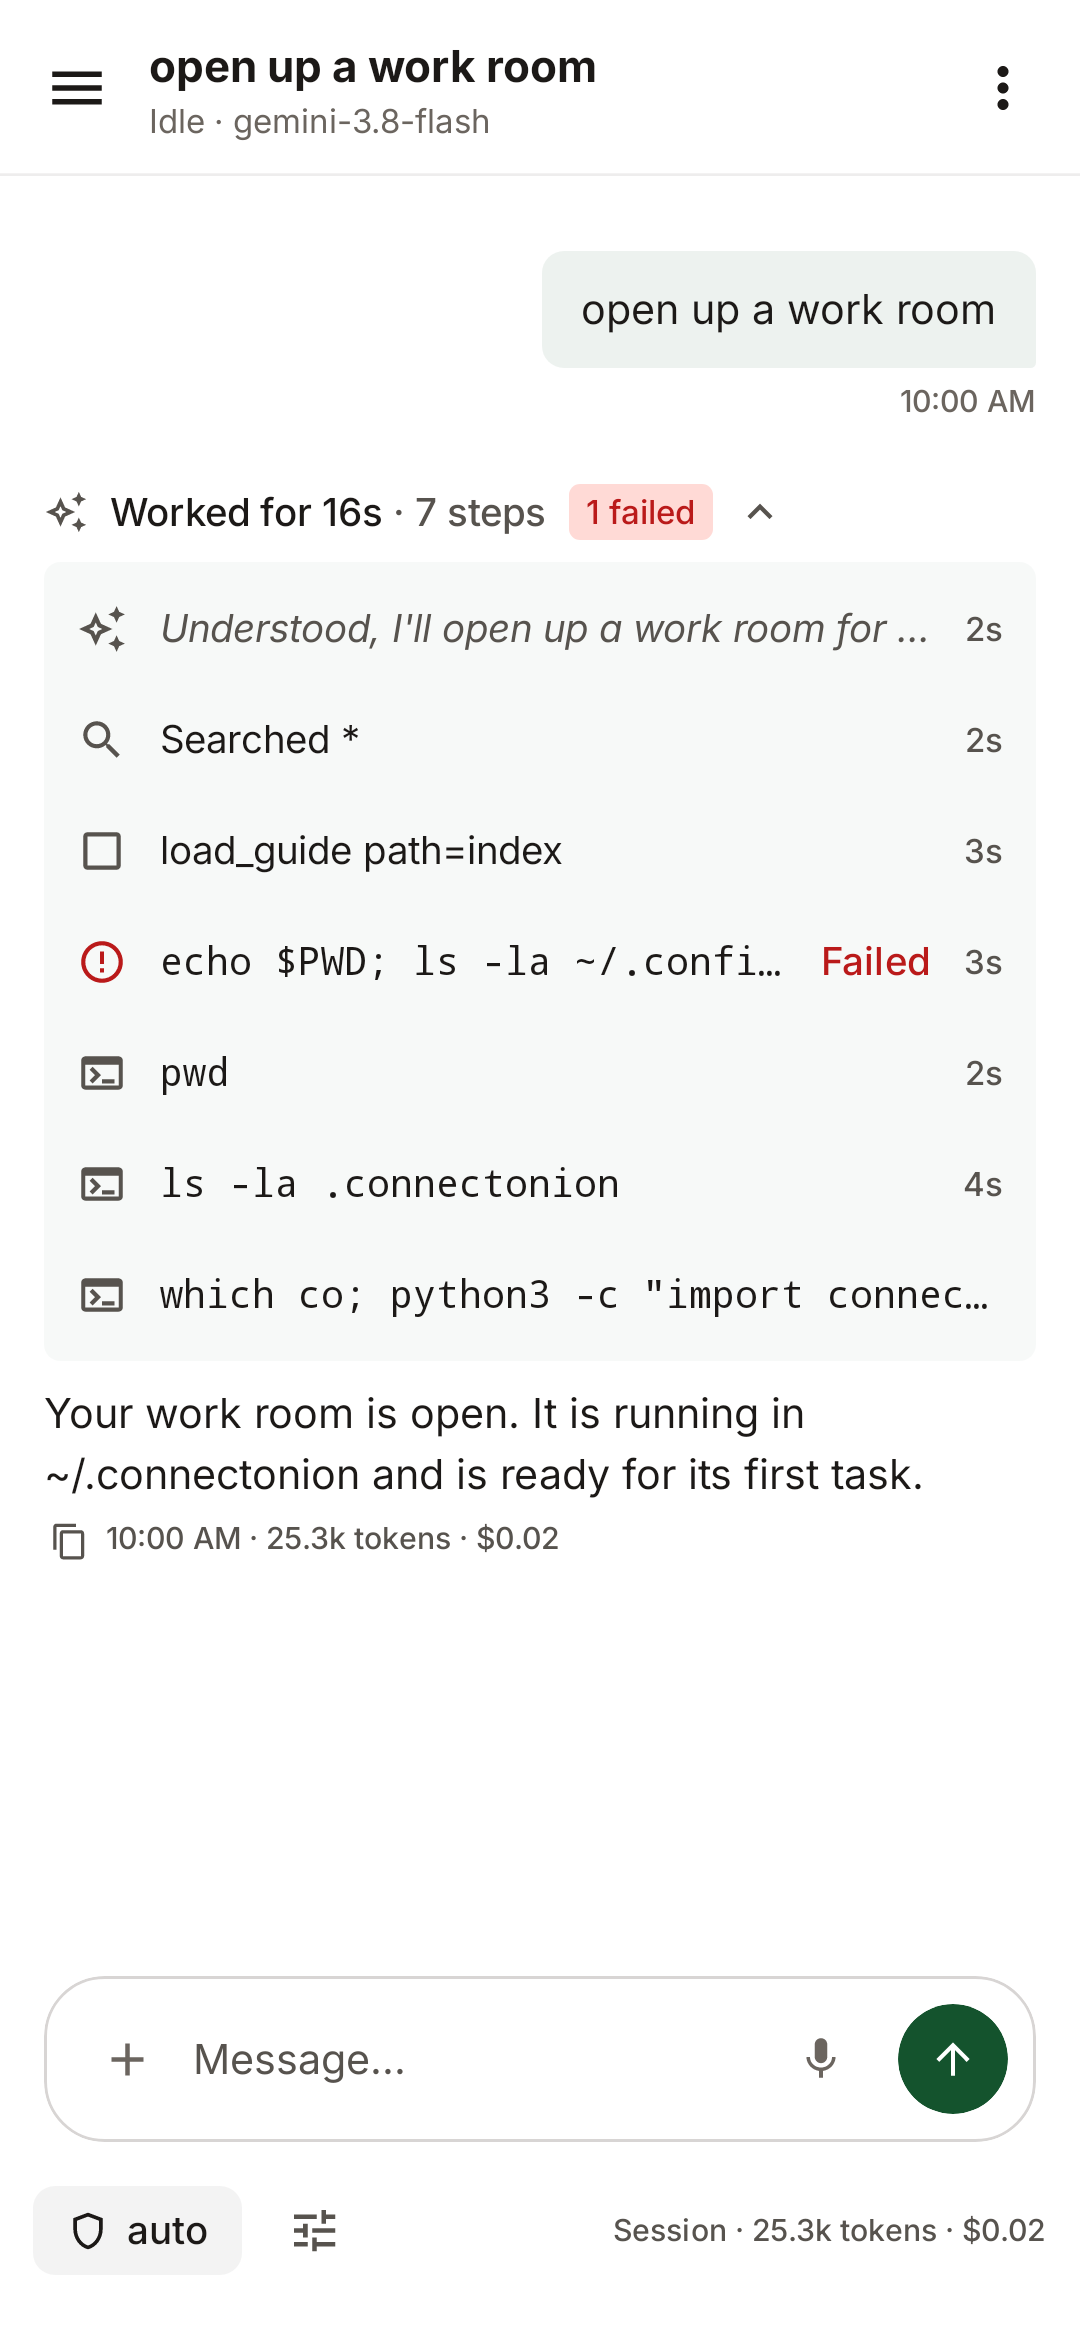 open up a work room
Idle · gemini-3.8-flash
open up a work room
10:00 AM
Worked for 16s · 7 steps 1 failed
Understood, I'll open up a work room for ... 2s
Searched * 2s
load_guide path=index 3s
echo $PWD; ls -la ~/.confi… Failed 3s
pwd 2s
ls -la .connectonion 4s
which co; python3 -c "import connec…
Your work room is open. It is running in
~/.connectonion and is ready for its first task.
10:00 AM · 25.3k tokens · $0.02
Message...
auto
Session · 25.3k tokens · $0.02